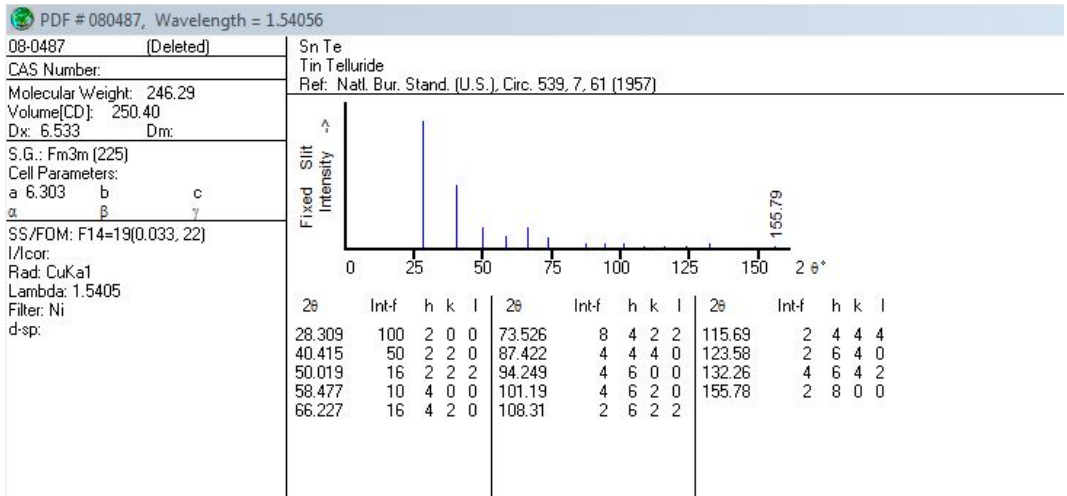 PDF # 080487, Wavelength = 1.54056
08-0487 (Deleted)
CAS Number:
Molecular Weight: 246.29
Volume[CD]: 250.40
Dx: 6.533 Dm:
S.G.: Fm3m (225)
Cell Parameters:
a 6.303 b c
α β γ
SS/FOM: F14=19(0.033, 22)
I/Icor:
Rad: CuKa1
Lambda: 1.5405
Filter: Ni
d-sp:
Sn Te
Tin Telluride
Ref: Natl. Bur. Stand. (U.S.), Circ. 539, 7, 61 (1957)
Fixed Slit
Intensity ->
155.79
0 25 50 75 100 125 150 2 θ°
2θ Int-f h k l 2θ Int-f h k l 2θ Int-f h k l
28.309 100 2 0 0 73.526 8 4 2 2 115.69 2 4 4 4
40.415 50 2 2 0 87.422 4 4 4 0 123.58 2 6 4 0
50.019 16 2 2 2 94.249 4 6 0 0 132.26 4 6 4 2
58.477 10 4 0 0 101.19 4 6 2 0 155.78 2 8 0 0
66.227 16 4 2 0 108.31 2 6 2 2